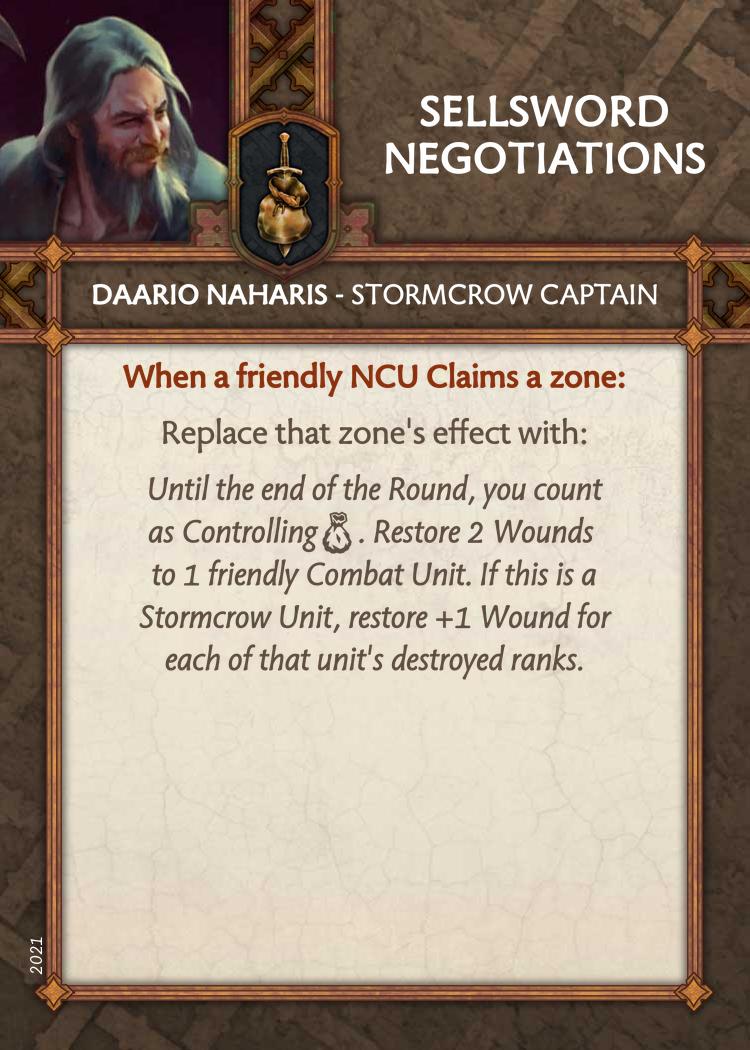 SELLSWORD
NEGOTIATIONS
DAARIO NAHARIS - STORMCROW CAPTAIN
When a friendly NCU Claims a zone:
Replace that zone's effect with:
Until the end of the Round, you count
as Controlling . Restore 2 Wounds
to 1 friendly Combat Unit. If this is a
Stormcrow Unit, restore +1 Wound for
each of that unit's destroyed ranks.
2021